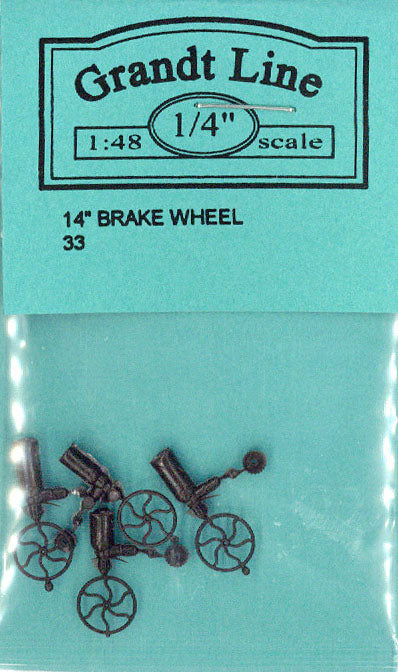 Grandt Line
1/4"
1:48 scale
14" BRAKE WHEEL
33